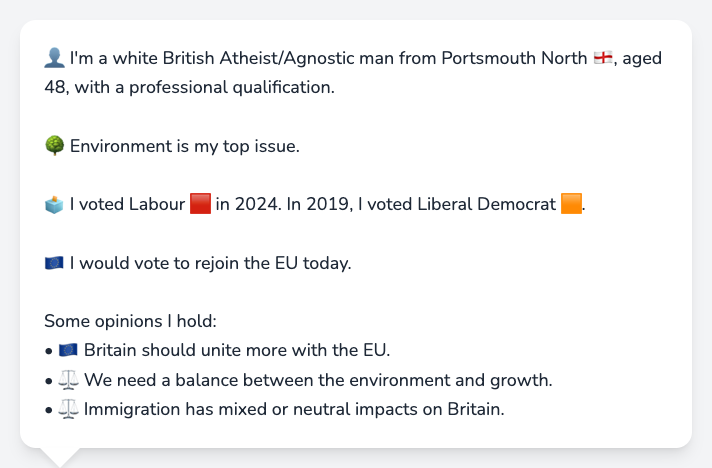 👤 I'm a white British Atheist/Agnostic man from Portsmouth North 🏴󠁧󠁢󠁥󠁮󠁧󠁿, aged
48, with a professional qualification.
🌳 Environment is my top issue.
🗳️ I voted Labour 🟥 in 2024. In 2019, I voted Liberal Democrat 🟧.
🇪🇺 I would vote to rejoin the EU today.
Some opinions I hold:
• 🇪🇺 Britain should unite more with the EU.
• ⚖️ We need a balance between the environment and growth.
• ⚖️ Immigration has mixed or neutral impacts on Britain.